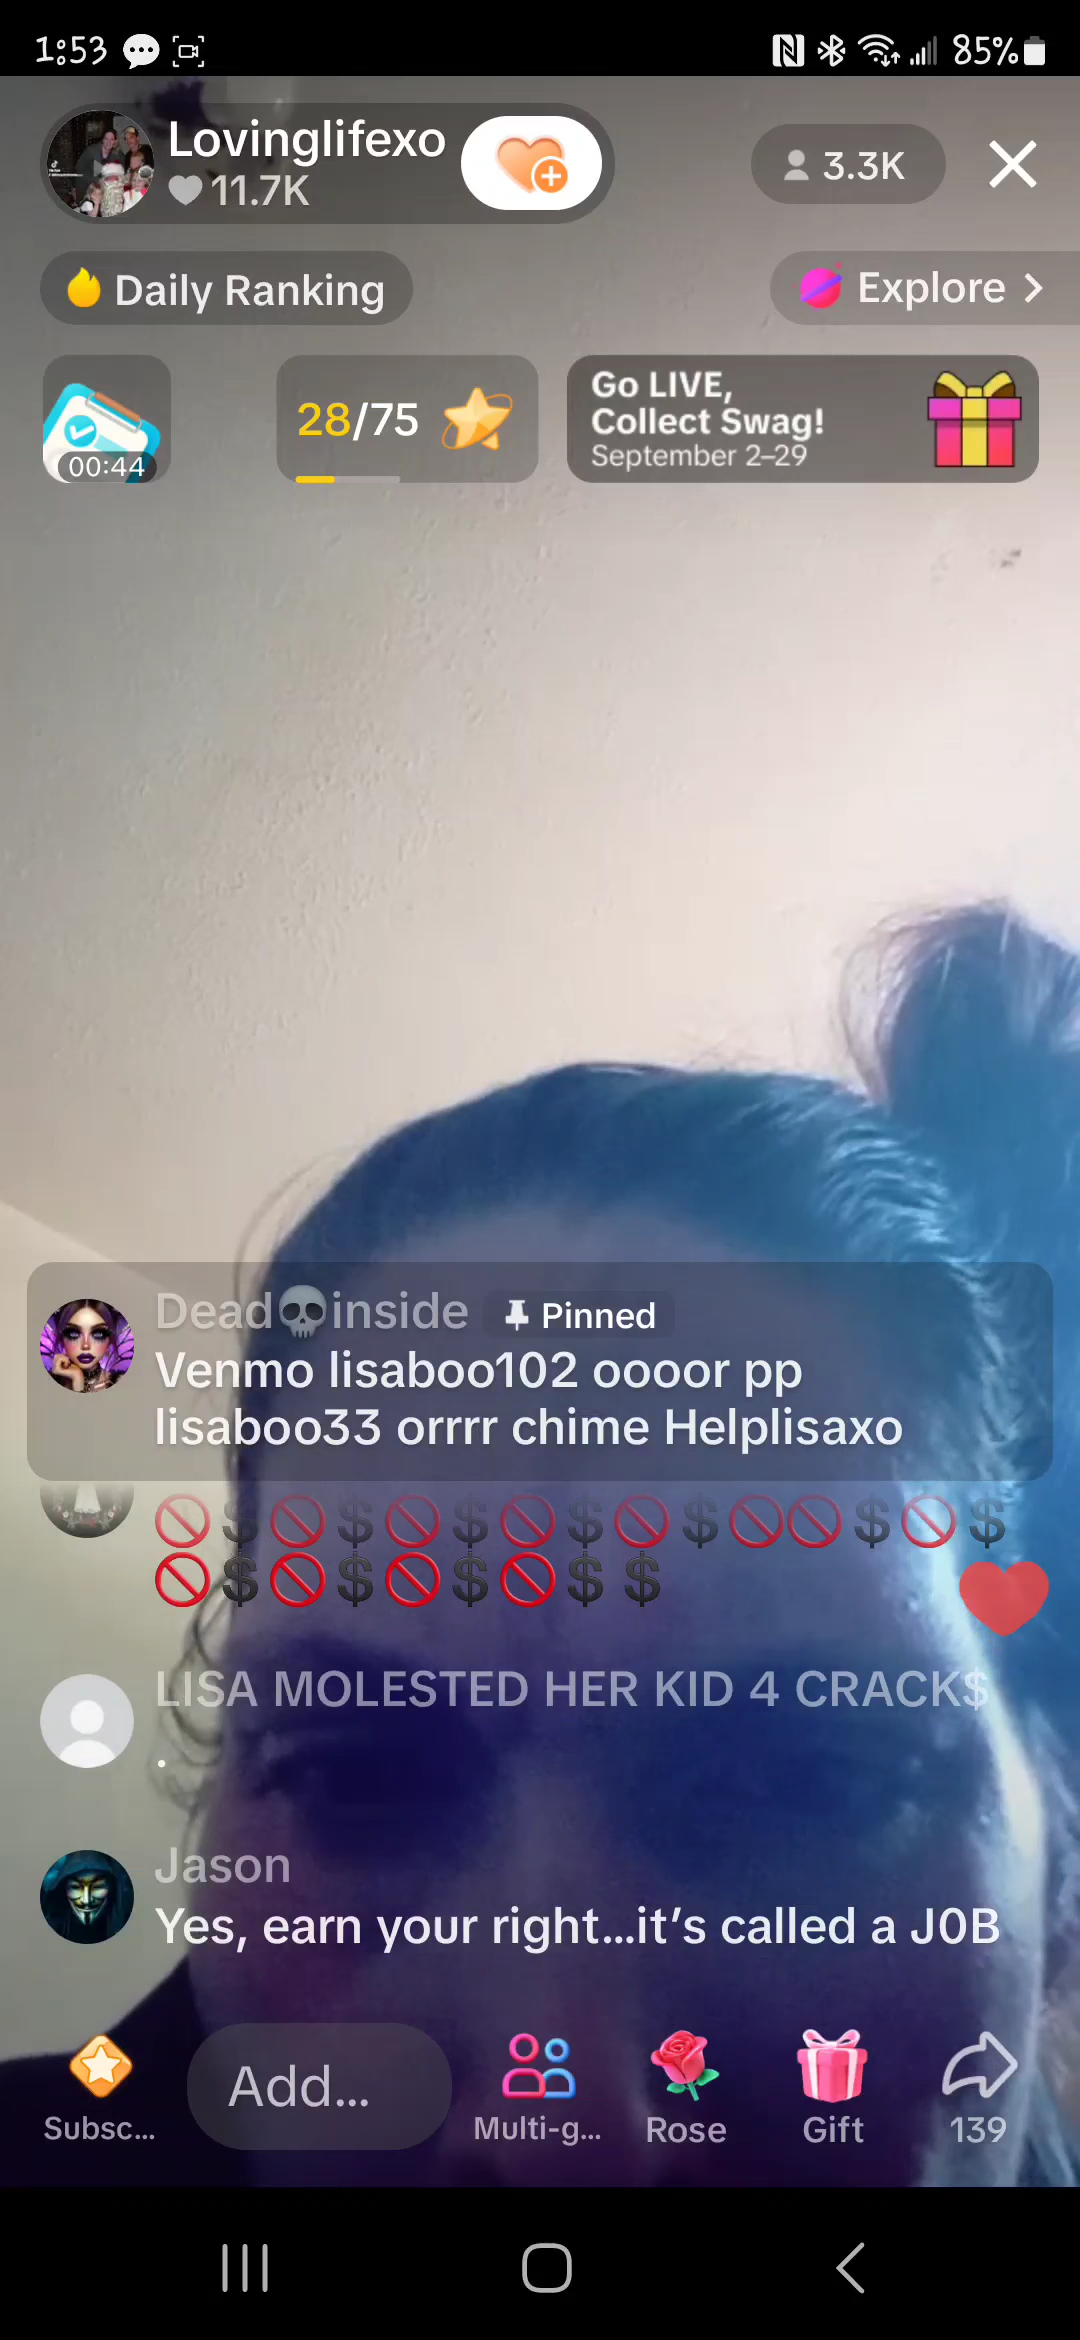 1:53
85%
Lovinglifexo
11.7K
3.3K
Daily Ranking
Explore
00:44
28/75
Go LIVE,
Collect Swag!
September 2–29
Dead💀inside Pinned
Venmo lisaboo102 oooor pp
lisaboo33 orrrr chime Helplisaxo
🚫💲🚫💲🚫💲🚫💲🚫💲🚫🚫💲🚫💲
🚫💲🚫💲🚫💲🚫💲💲
LISA MOLESTED HER KID 4 CRACK$
.
Jason
Yes, earn your right...it's called a J0B
Add...
Subsc...
Multi-g...
Rose
Gift
139